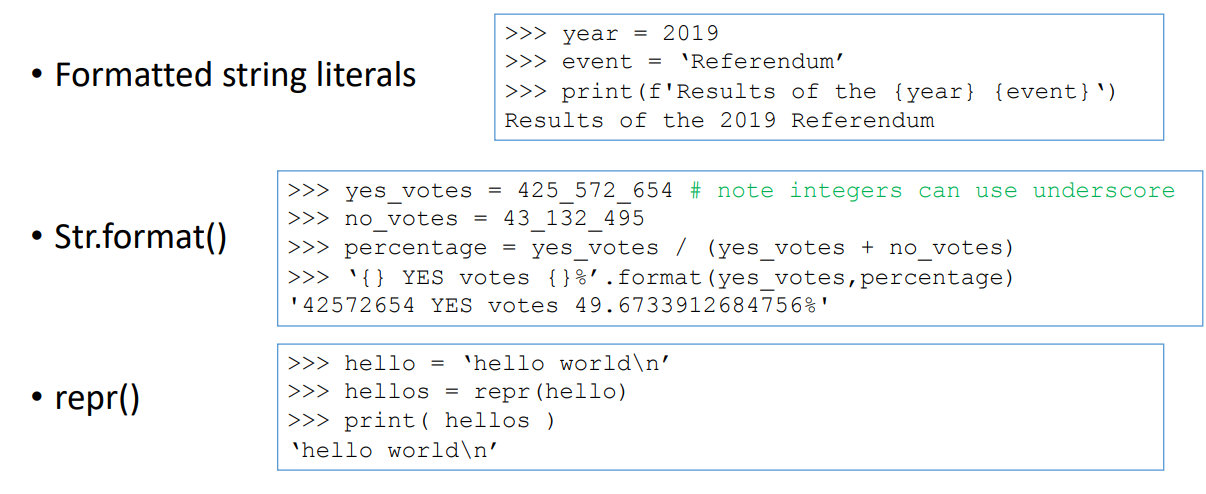 • Formatted string literals
>>> year = 2019
>>> event = ‘Referendum’
>>> print(f'Results of the {year} {event}‘)
Results of the 2019 Referendum
• Str.format()
>>> yes_votes = 425_572_654 # note integers can use underscore
>>> no_votes = 43_132_495
>>> percentage = yes_votes / (yes_votes + no_votes)
>>> ‘{} YES votes {}%’.format(yes_votes,percentage)
'42572654 YES votes 49.6733912684756%'
• repr()
>>> hello = ‘hello world\n’
>>> hellos = repr(hello)
>>> print( hellos )
‘hello world\n’